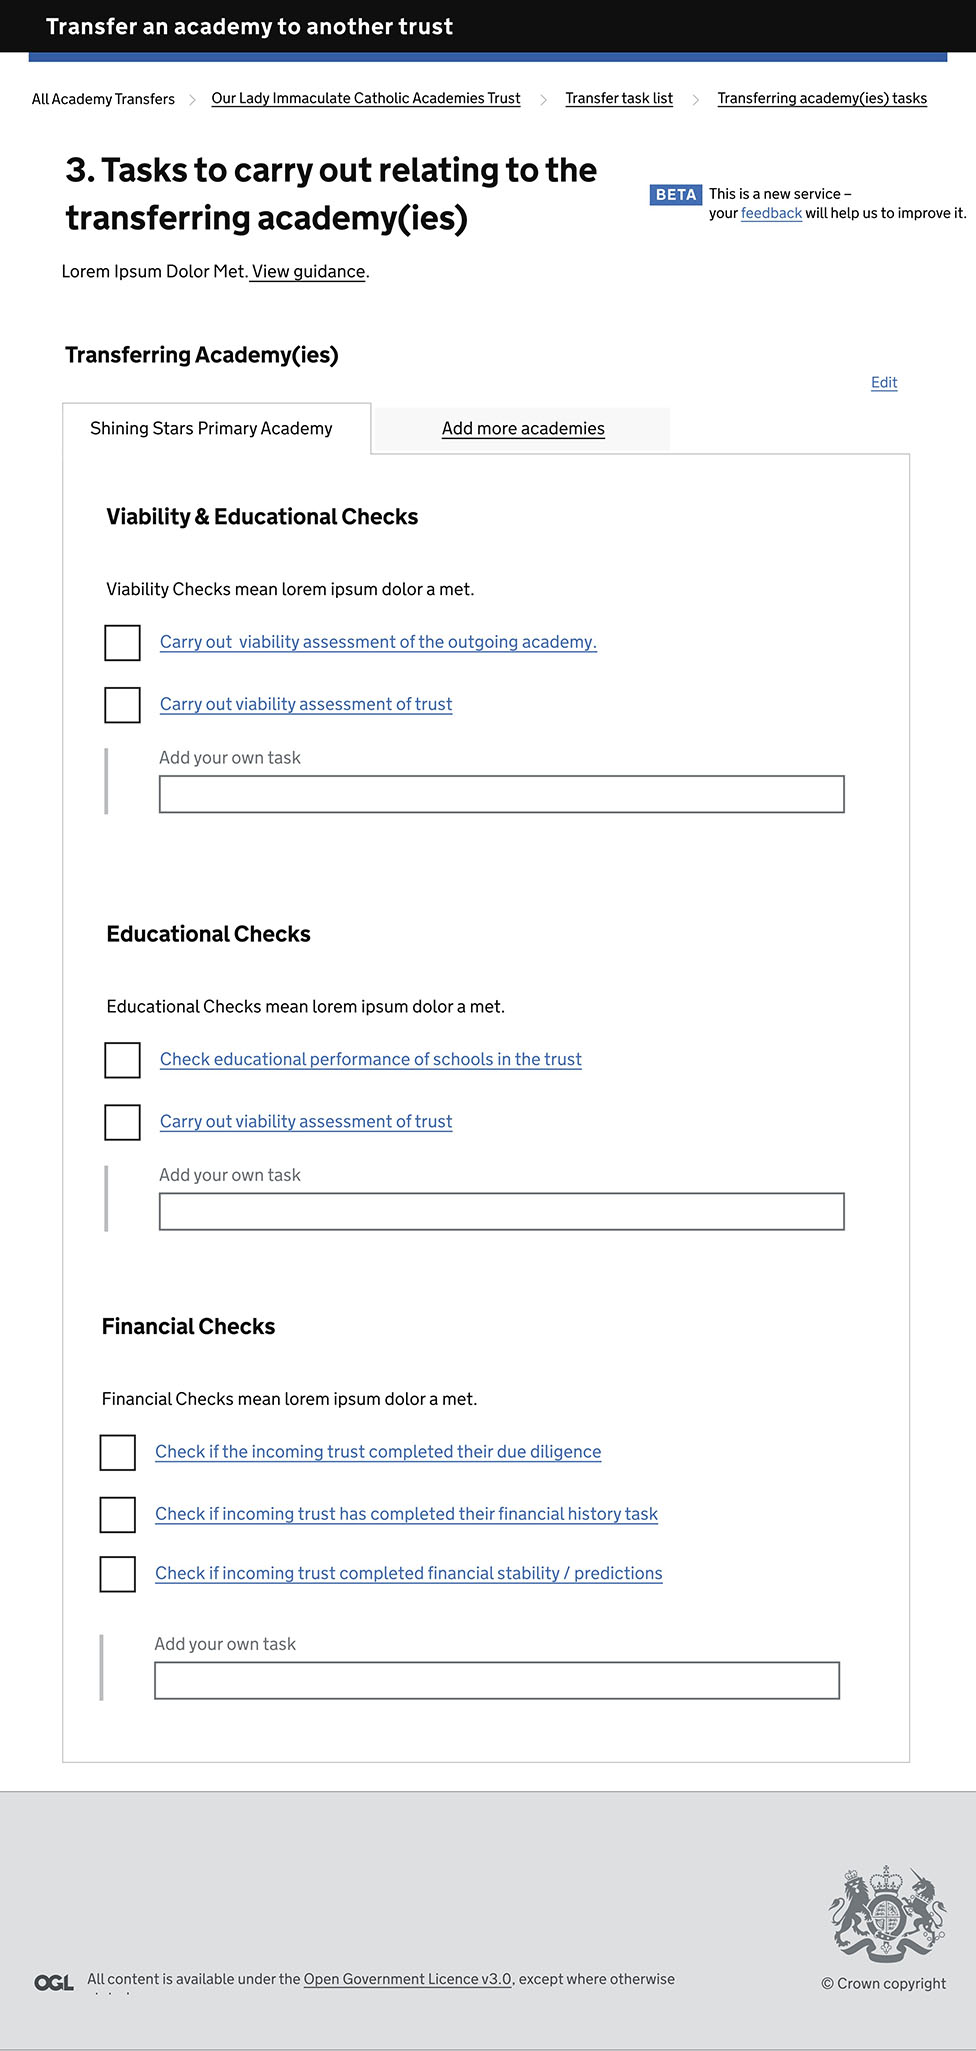 Transfer an academy to another trust
All Academy Transfers > Our Lady Immaculate Catholic Academies Trust > Transfer task list > Transferring academy(ies) tasks
3. Tasks to carry out relating to the
transferring academy(ies)
BETA This is a new service –
your feedback will help us to improve it.
Lorem Ipsum Dolor Met. View guidance.
Transferring Academy(ies)
Edit
Shining Stars Primary Academy
Add more academies
Viability & Educational Checks
Viability Checks mean lorem ipsum dolor a met.
Carry out viability assessment of the outgoing academy.
Carry out viability assessment of trust
Add your own task
Educational Checks
Educational Checks mean lorem ipsum dolor a met.
Check educational performance of schools in the trust
Carry out viability assessment of trust
Add your own task
Financial Checks
Financial Checks mean lorem ipsum dolor a met.
Check if the incoming trust completed their due diligence
Check if incoming trust has completed their financial history task
Check if incoming trust completed financial stability / predictions
Add your own task
OGL All content is available under the Open Government Licence v3.0, except where otherwise
© Crown copyright